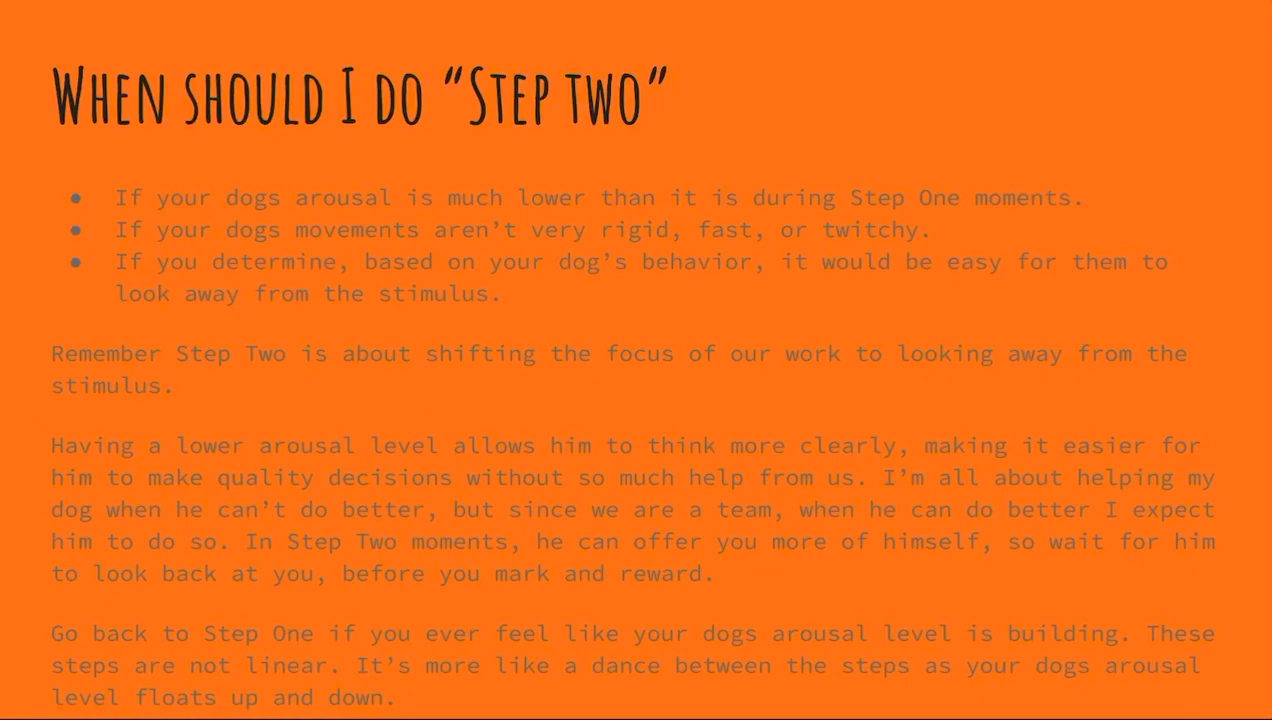 When should I do “Step two”
● If your dogs arousal is much lower than it is during Step One moments.
● If your dogs movements aren’t very rigid, fast, or twitchy.
● If you determine, based on your dog’s behavior, it would be easy for them to
look away from the stimulus.
Remember Step Two is about shifting the focus of our work to looking away from the
stimulus.
Having a lower arousal level allows him to think more clearly, making it easier for
him to make quality decisions without so much help from us. I’m all about helping my
dog when he can’t do better, but since we are a team, when he can do better I expect
him to do so. In Step Two moments, he can offer you more of himself, so wait for him
to look back at you, before you mark and reward.
Go back to Step One if you ever feel like your dogs arousal level is building. These
steps are not linear. It’s more like a dance between the steps as your dogs arousal
level floats up and down.